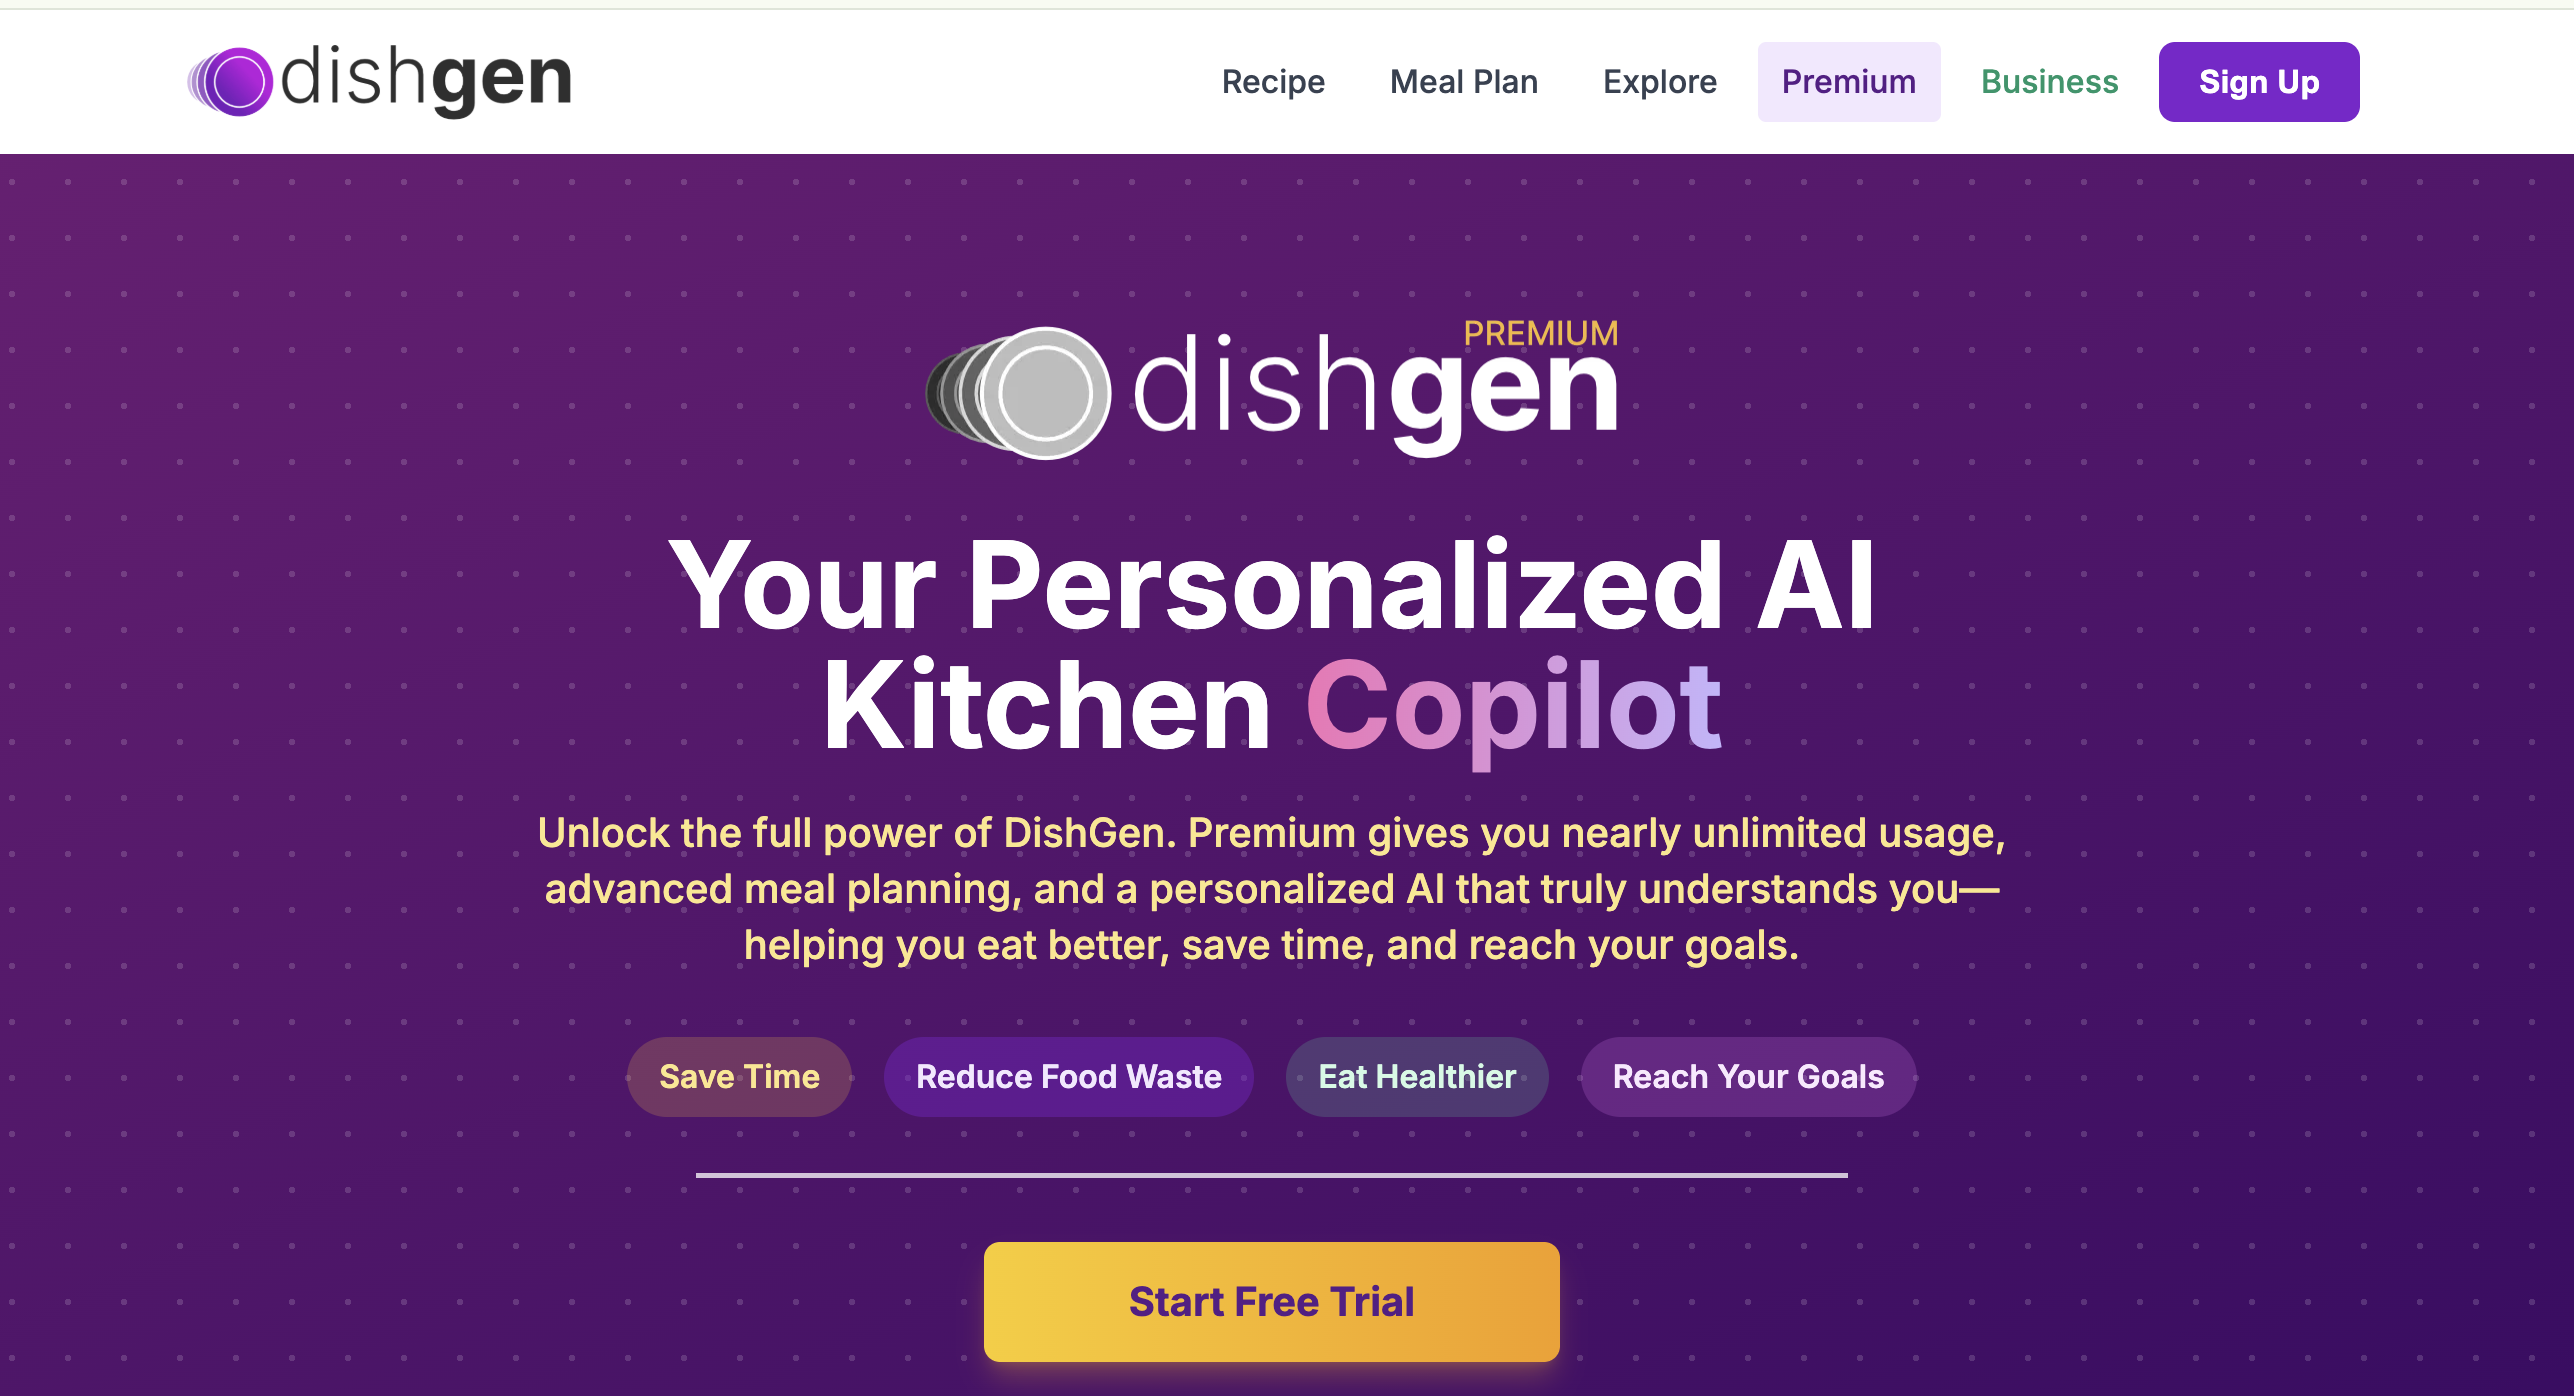 dishgen
Recipe
Meal Plan
Explore
Premium
Business
Sign Up
PREMIUM
dishgen
Your Personalized AI
Kitchen Copilot
Unlock the full power of DishGen. Premium gives you nearly unlimited usage,
advanced meal planning, and a personalized AI that truly understands you—
helping you eat better, save time, and reach your goals.
Save Time
Reduce Food Waste
Eat Healthier
Reach Your Goals
Start Free Trial